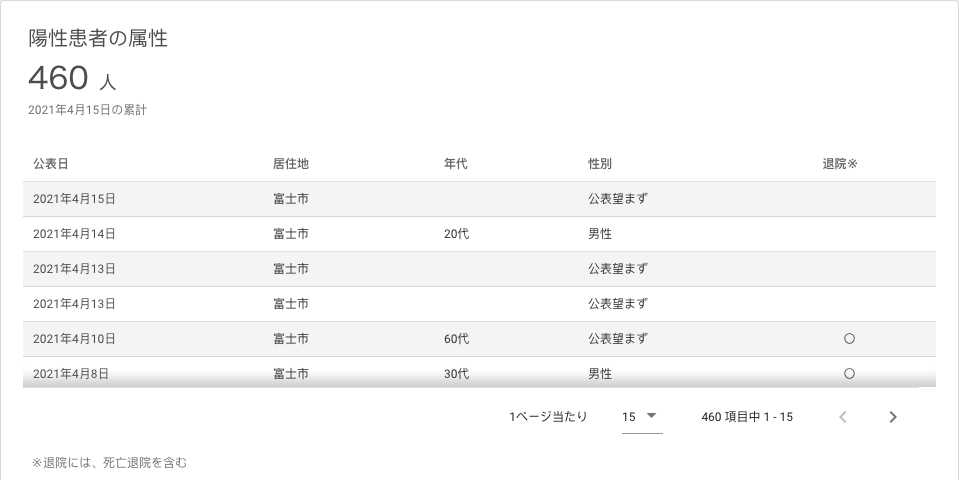 陽性患者の属性
460 人
2021年4月15日の累計
公表日 居住地 年代 性別 退院※
2021年4月15日 富士市 公表望まず
2021年4月14日 富士市 20代 男性
2021年4月13日 富士市 公表望まず
2021年4月13日 富士市 公表望まず
2021年4月10日 富士市 60代 公表望まず 〇
2021年4月8日 富士市 30代 男性 〇
1ページ当たり 15 460 項目中 1 - 15
※退院には、死亡退院を含む